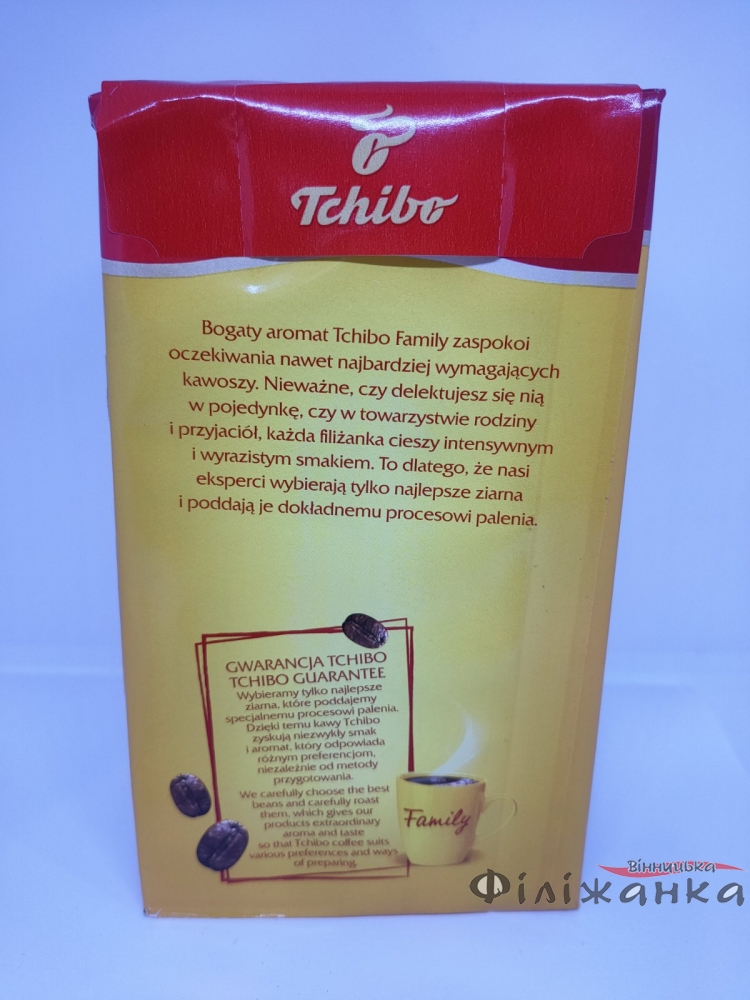 Tchibo
Bogaty aromat Tchibo Family zaspokoi
oczekiwania nawet najbardziej wymagających
kawoszy. Nieważne, czy delektujesz się nią
w pojedynkę, czy w towarzystwie rodziny
i przyjaciół, każda filiżanka cieszy intensywnym
i wyrazistym smakiem. To dlatego, że nasi
eksperci wybierają tylko najlepsze ziarna
i poddają je dokładnemu procesowi palenia.
GWARANCJA TCHIBO
TCHIBO GUARANTEE
Wybieramy tylko najlepsze
ziarna, które poddajemy
specjalnemu procesowi palenia.
Dzięki temu kawy Tchibo
zyskują niezwykły smak
i aromat, który odpowiada
różnym preferencjom,
niezależnie od metody
przygotowania.
We carefully choose the best
beans and carefully roast
them, which gives our
products extraordinary
aroma and taste
so that Tchibo coffee suits
various preferences and ways
of preparing.
Family
Вінницька
Філіжанка